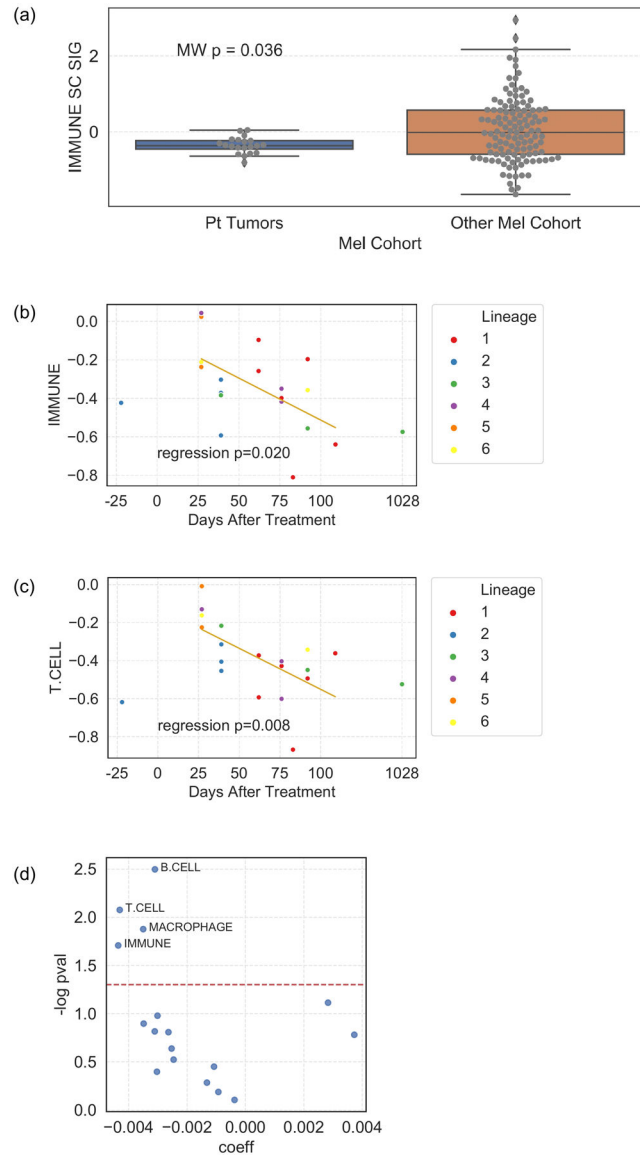 (a)
IMMUNE SC SIG
2
0
MW p = 0.036
Pt Tumors
Other Mel Cohort
Mel Cohort
(b)
IMMUNE
0.0
−0.2
−0.4
−0.6
−0.8
regression p=0.020
-25
0
25
50
75
100
1028
Days After Treatment
Lineage
1
2
3
4
5
6
(c)
T.CELL
0.0
−0.2
−0.4
−0.6
−0.8
regression p=0.008
-25
0
25
50
75
100
1028
Days After Treatment
Lineage
1
2
3
4
5
6
(d)
-log pval
2.5
2.0
1.5
1.0
0.5
0.0
B.CELL
T.CELL
MACROPHAGE
IMMUNE
−0.004
−0.002
0.000
0.002
0.004
coeff